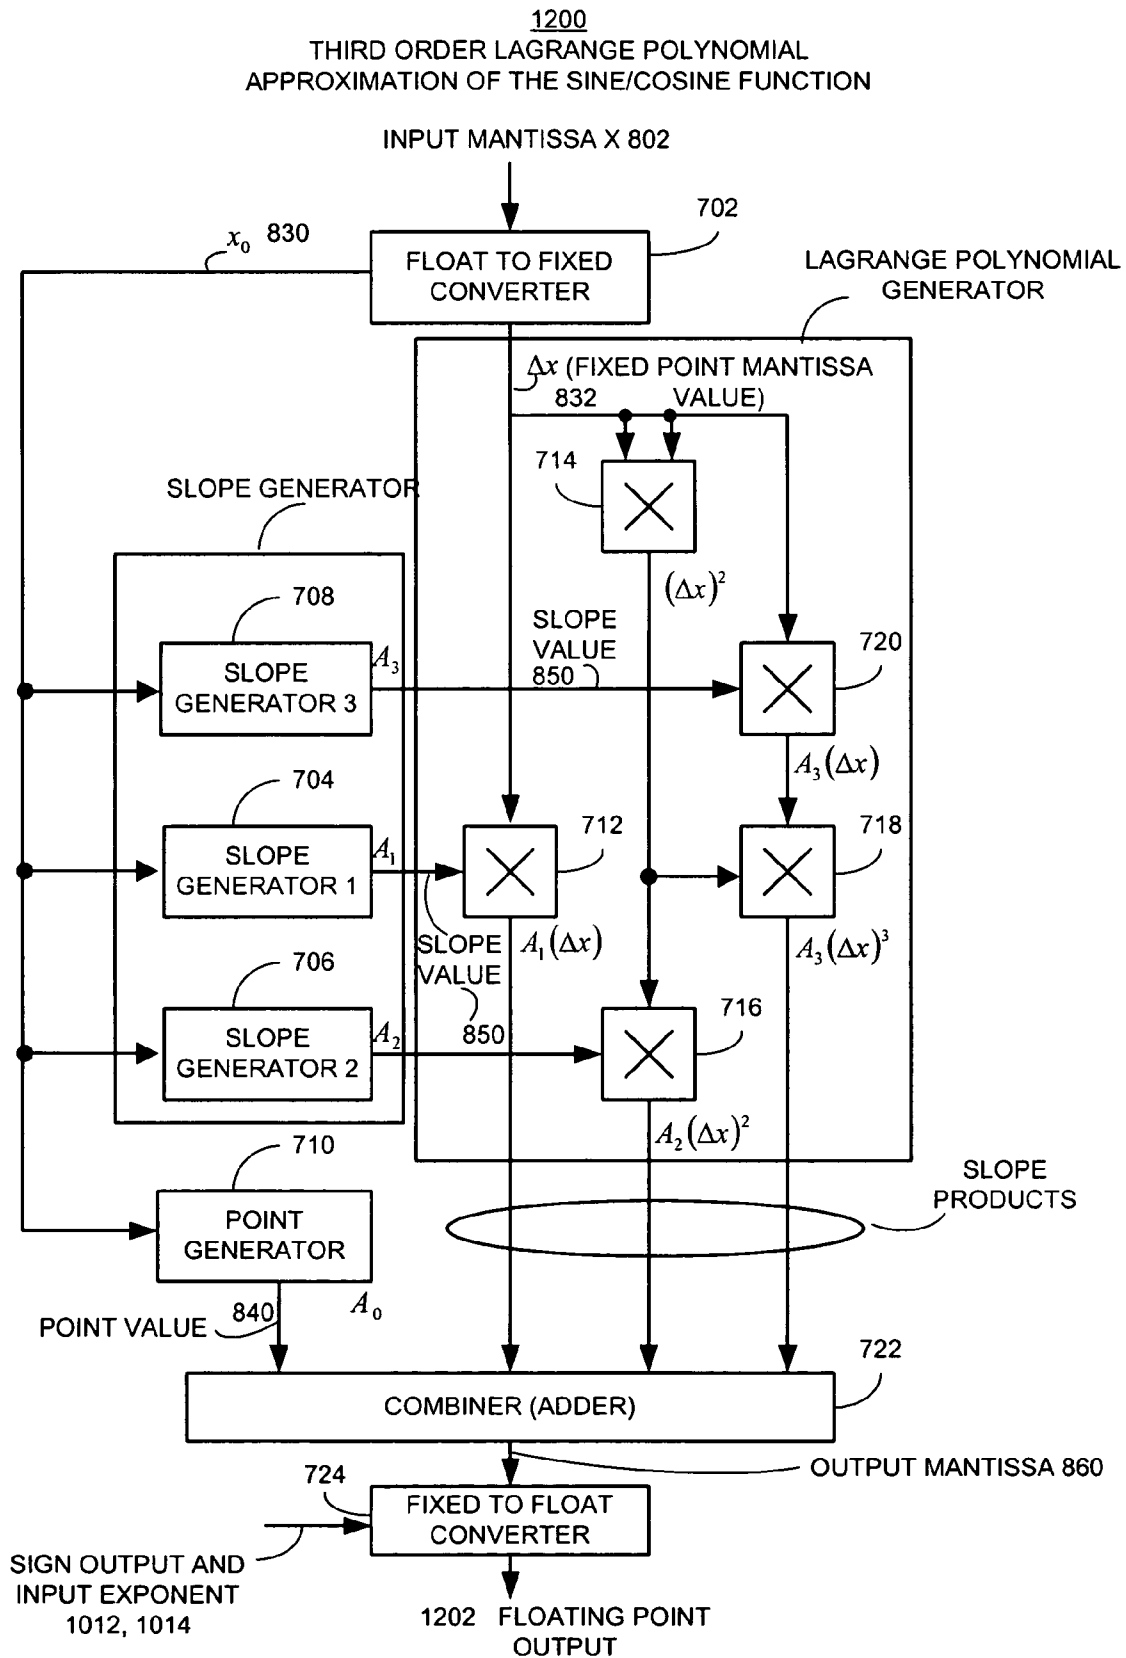 1200
THIRD ORDER LAGRANGE POLYNOMIAL
APPROXIMATION OF THE SINE/COSINE FUNCTION
INPUT MANTISSA X 802
702
x₀ 830
FLOAT TO FIXED
CONVERTER
LAGRANGE POLYNOMIAL
GENERATOR
Δx (FIXED POINT MANTISSA
832 VALUE)
714
SLOPE GENERATOR
(Δx)²
708
SLOPE
VALUE
850
720
SLOPE
GENERATOR 3
A₃
A₃(Δx)
704
712
718
SLOPE
GENERATOR 1
A₁
SLOPE
VALUE
850
A₁(Δx)
A₃(Δx)³
706
716
SLOPE
GENERATOR 2
A₂
A₂(Δx)²
710
SLOPE
PRODUCTS
POINT
GENERATOR
A₀
840
POINT VALUE
722
COMBINER (ADDER)
OUTPUT MANTISSA 860
724
FIXED TO FLOAT
CONVERTER
SIGN OUTPUT AND
INPUT EXPONENT
1012, 1014
1202 FLOATING POINT
OUTPUT